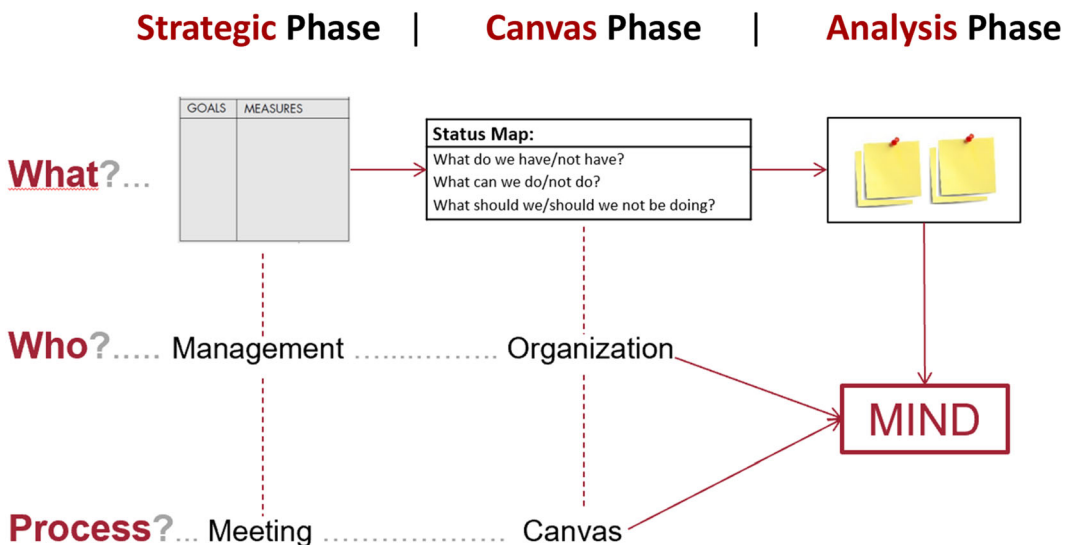 Strategic Phase | Canvas Phase | Analysis Phase
GOALS MEASURES
Status Map:
What do we have/not have?
What can we do/not do?
What should we/should we not be doing?
What?...
Who?..... Management ................ Organization
MIND
Process?... Meeting ..................... Canvas